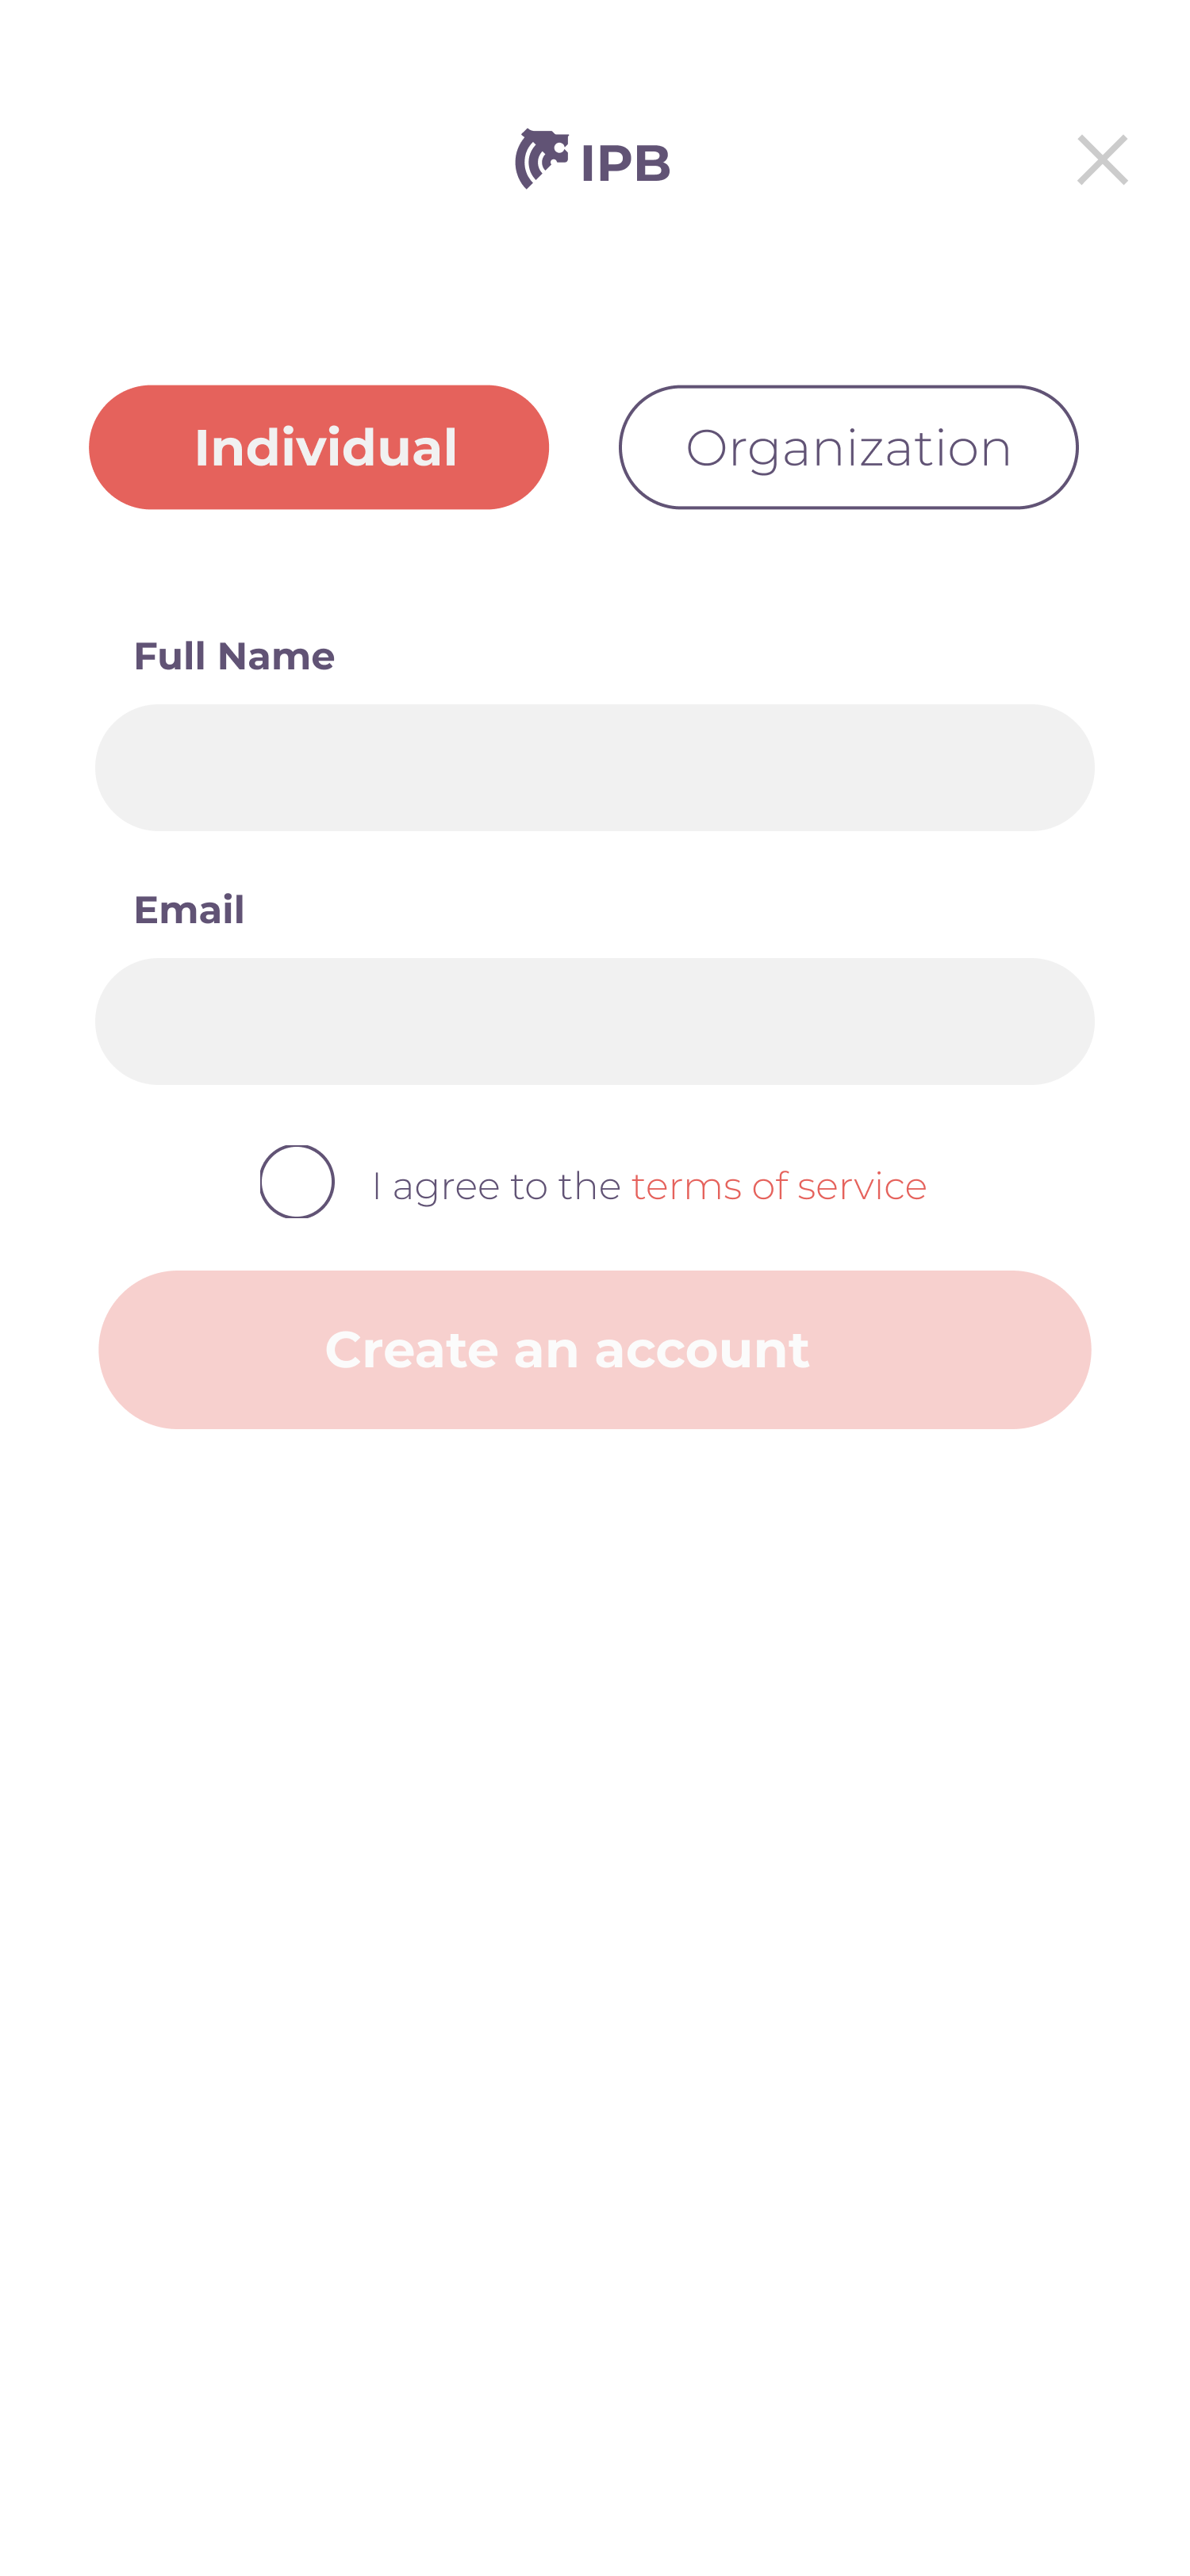 IPB
Individual
Organization
Full Name
Email
I agree to the terms of service
Create an account